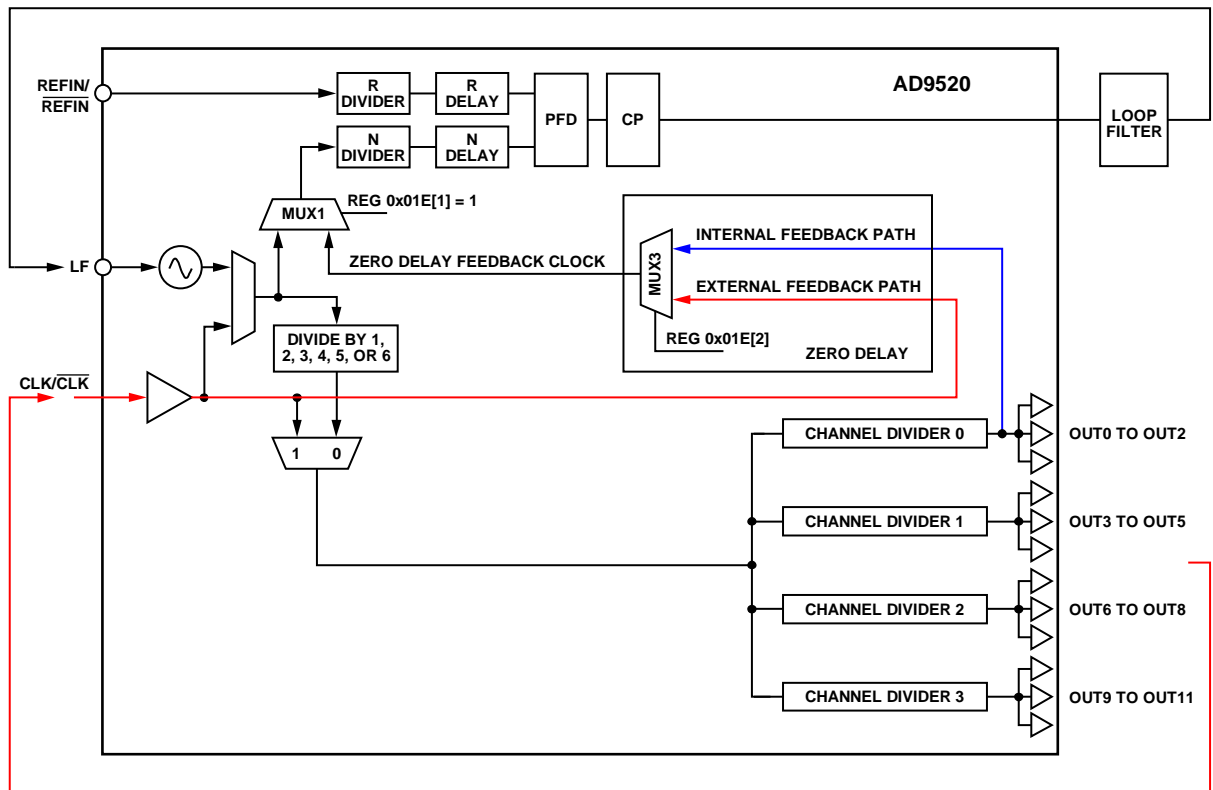 AD9520
REFIN/
REFIN
R
DIVIDER
R
DELAY
PFD
CP
LOOP
FILTER
N
DIVIDER
N
DELAY
REG 0x01E[1] = 1
MUX1
LF
ZERO DELAY FEEDBACK CLOCK
MUX3
INTERNAL FEEDBACK PATH
EXTERNAL FEEDBACK PATH
REG 0x01E[2]
ZERO DELAY
DIVIDE BY 1,
2, 3, 4, 5, OR 6
CLK/CLK
1 0
CHANNEL DIVIDER 0
OUT0 TO OUT2
CHANNEL DIVIDER 1
OUT3 TO OUT5
CHANNEL DIVIDER 2
OUT6 TO OUT8
CHANNEL DIVIDER 3
OUT9 TO OUT11